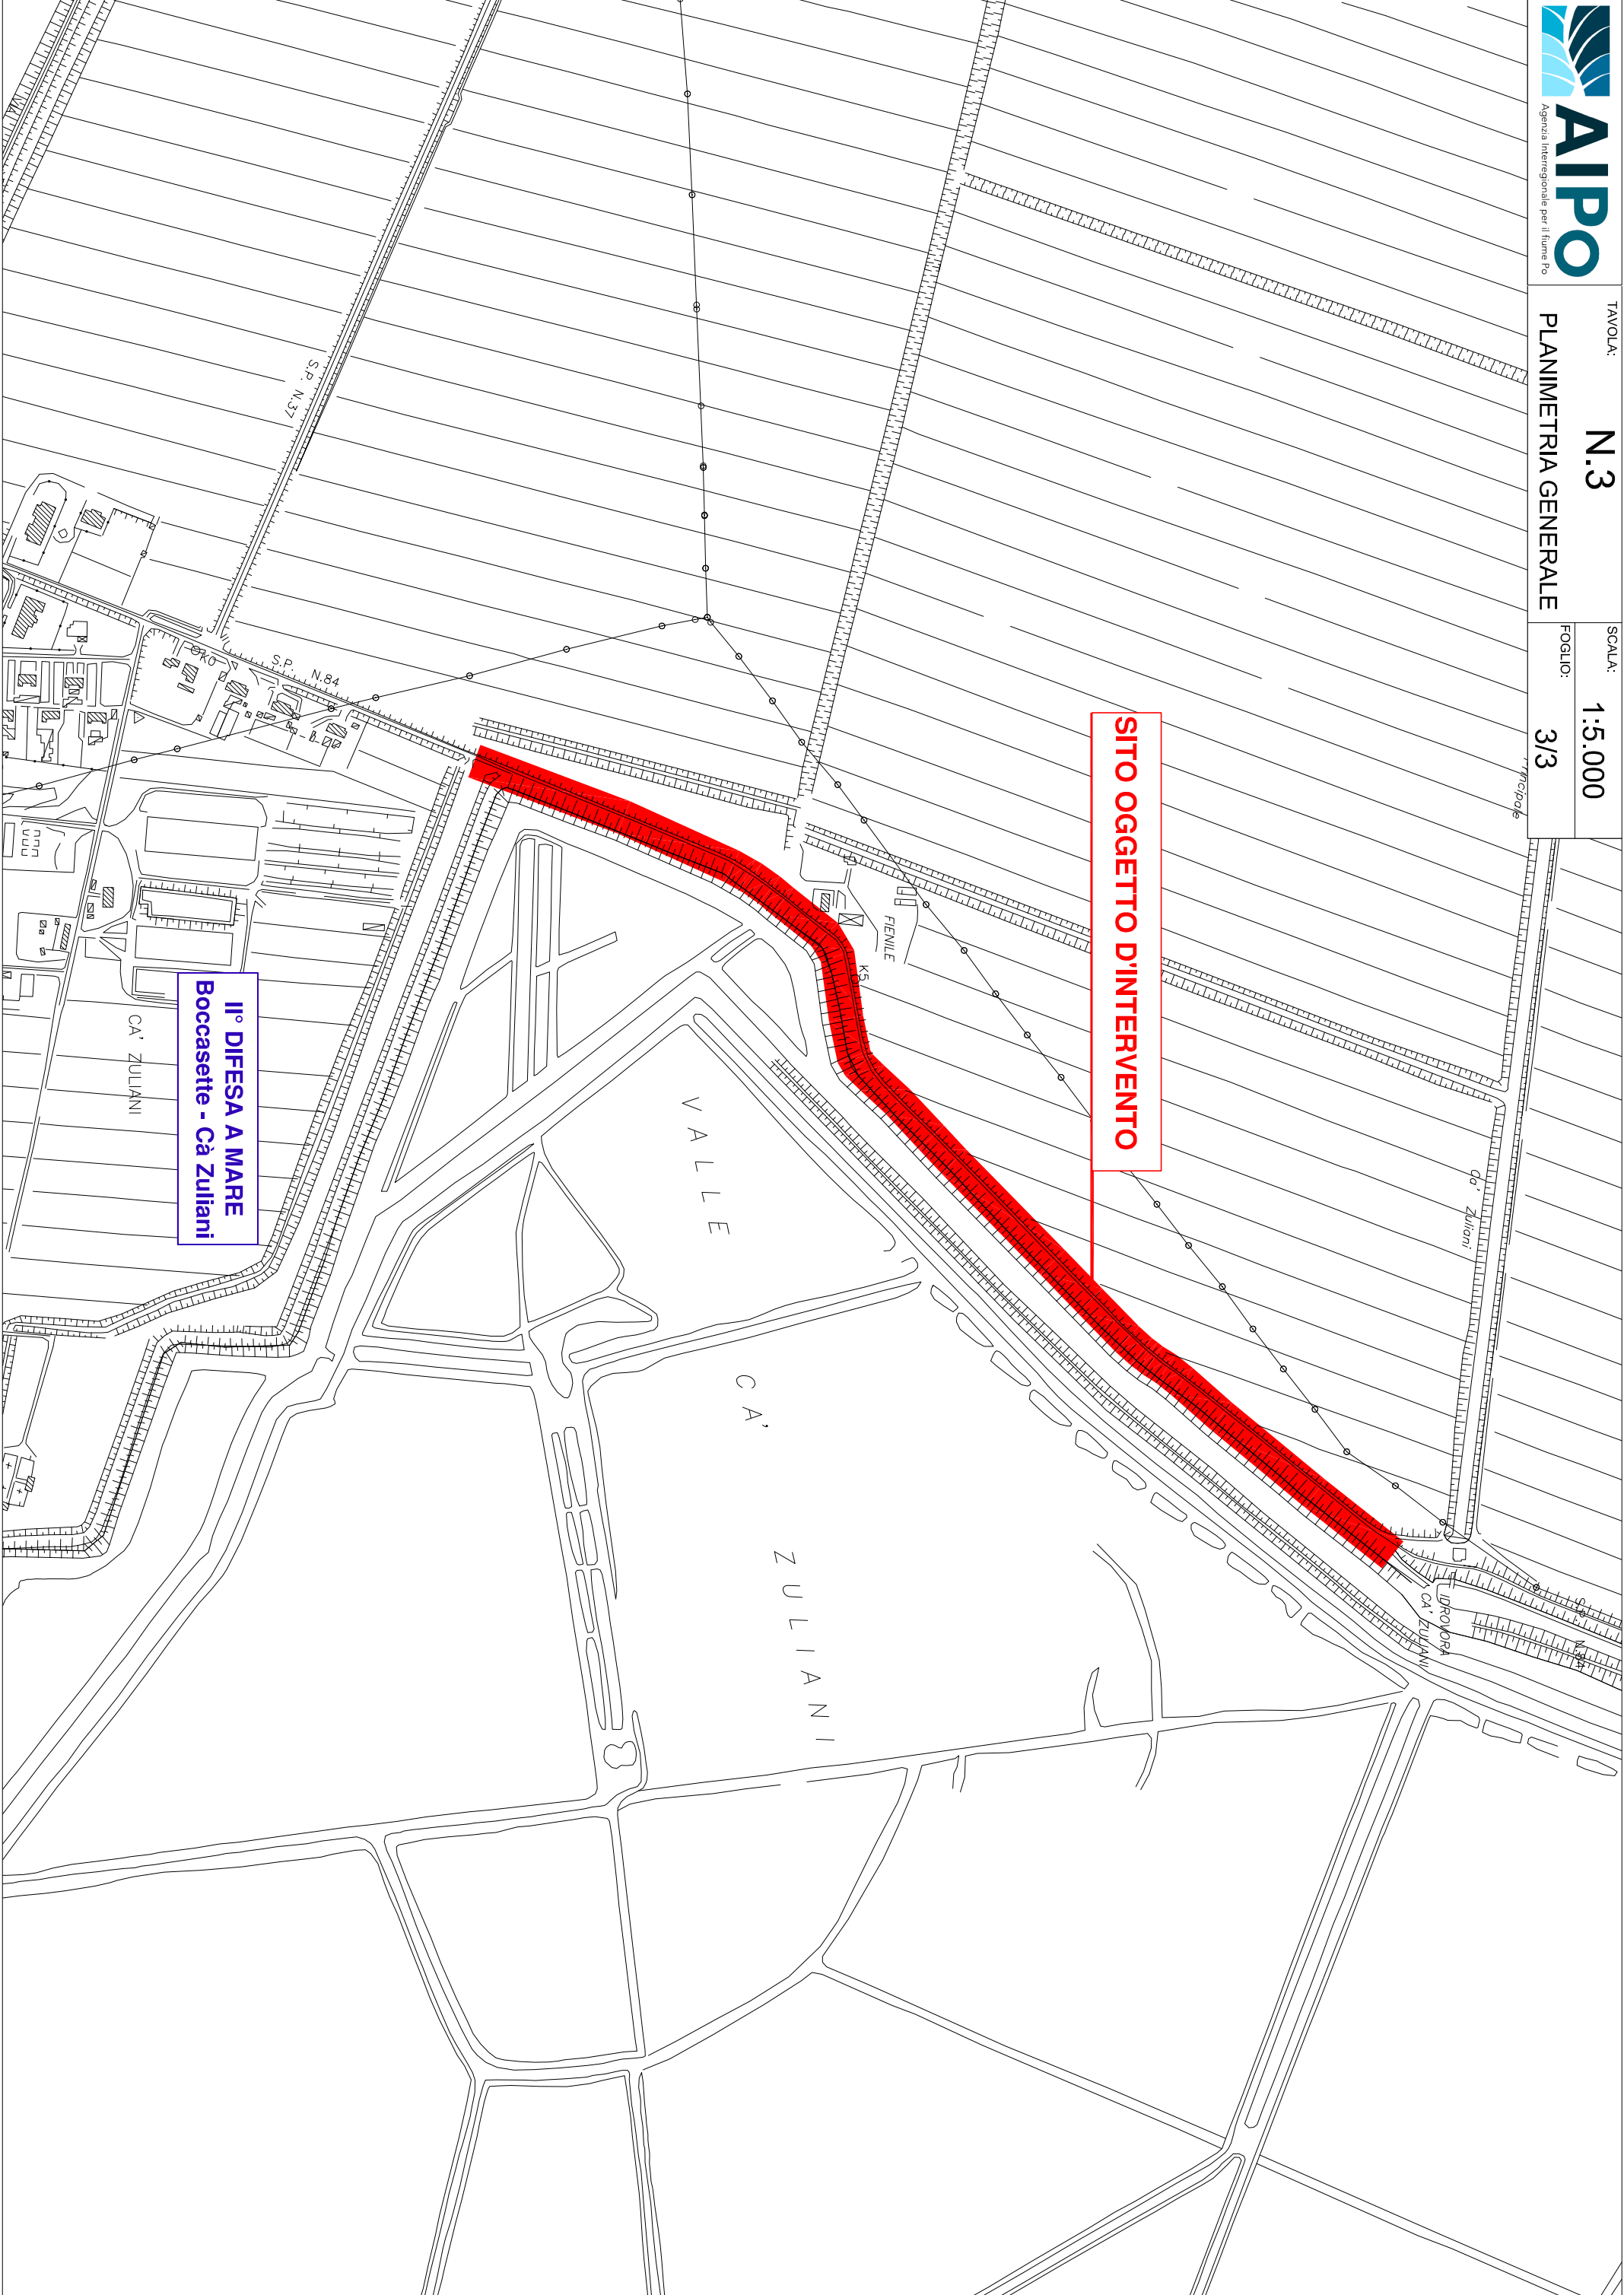 AIPO
Agenzia Interregionale per il fiume Po
TAVOLA:
N.3
PLANIMETRIA GENERALE
SCALA:
1:5.000
FOGLIO:
3/3
SITO OGGETTO D'INTERVENTO
II° DIFESA A MARE
Boccasette - Cà Zuliani
S.P. N.37
S.P. N.84
K0
K5
FIENILE
Ca' Zuliani
IDROVORA
CA' ZULIANI
S.P. N.84
CA' ZULIANI
VALLE
CA'
ZULIANI